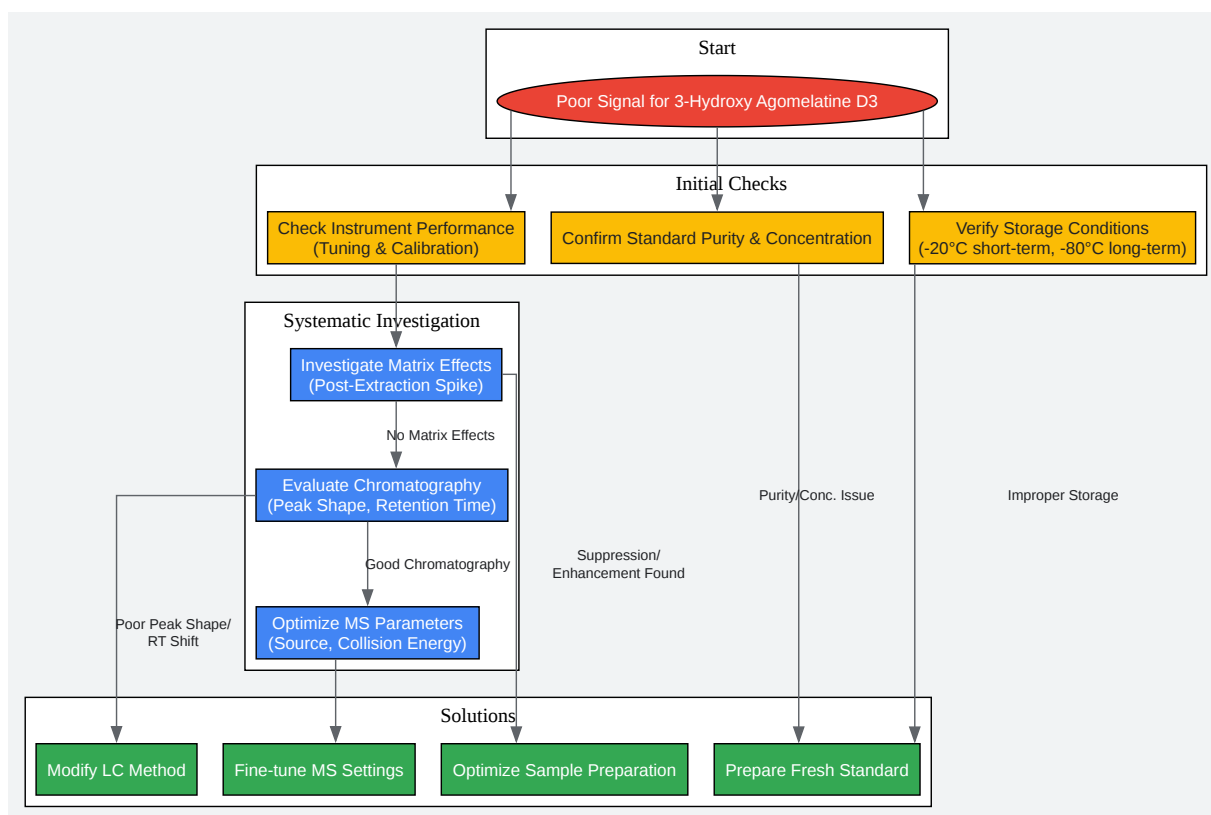 Start
Poor Signal for 3-Hydroxy Agomelatine D3
Initial Checks
Check Instrument Performance
(Tuning & Calibration)
Confirm Standard Purity & Concentration
Verify Storage Conditions
(-20°C short-term, -80°C long-term)
Systematic Investigation
Investigate Matrix Effects
(Post-Extraction Spike)
No Matrix Effects
Evaluate Chromatography
(Peak Shape, Retention Time)
Purity/Conc. Issue
Improper Storage
Good Chromatography
Suppression/
Enhancement Found
Optimize MS Parameters
(Source, Collision Energy)
Poor Peak Shape/
RT Shift
Solutions
Modify LC Method
Fine-tune MS Settings
Optimize Sample Preparation
Prepare Fresh Standard